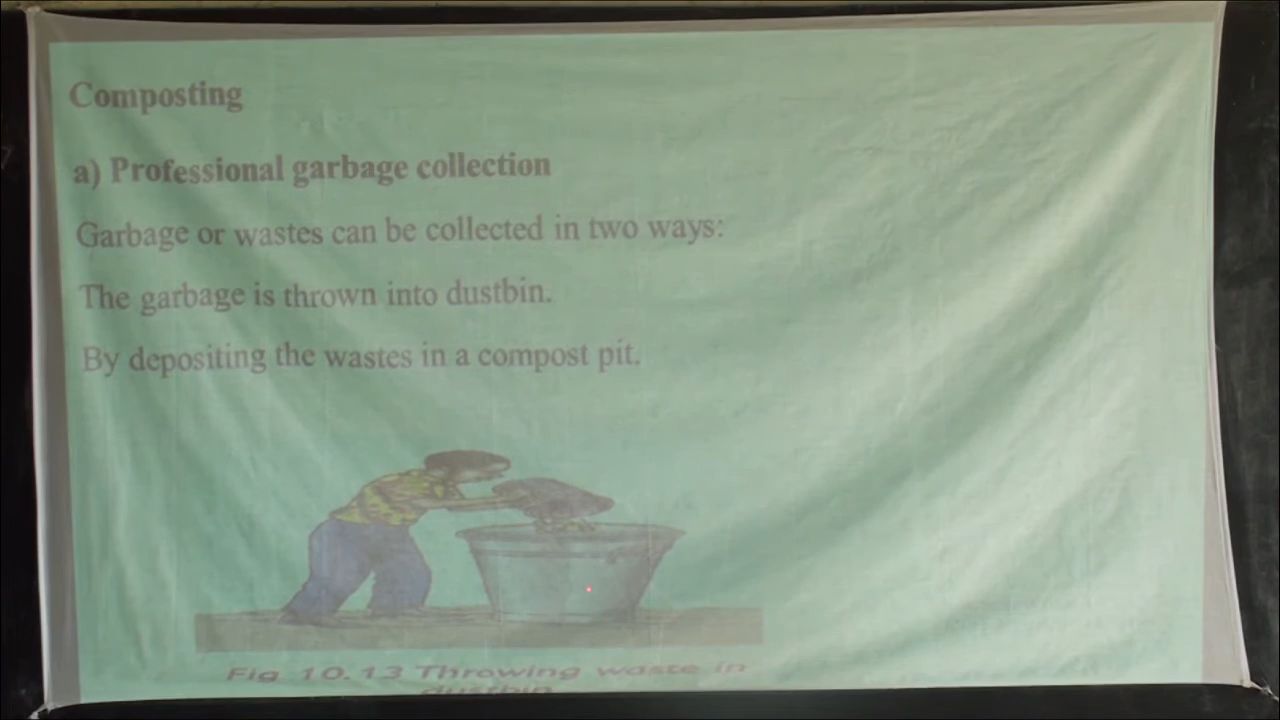 Composting
a) Professional garbage collection
Garbage or wastes can be collected in two ways:
The garbage is thrown into dustbin.
By depositing the wastes in a compost pit.
Fig 10.13 Throwing waste in
dustbin